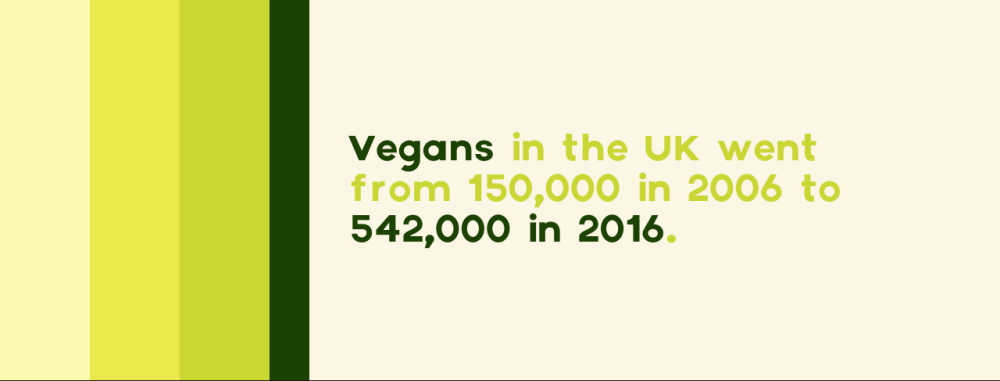 Vegans in the UK went
from 150,000 in 2006 to
542,000 in 2016.